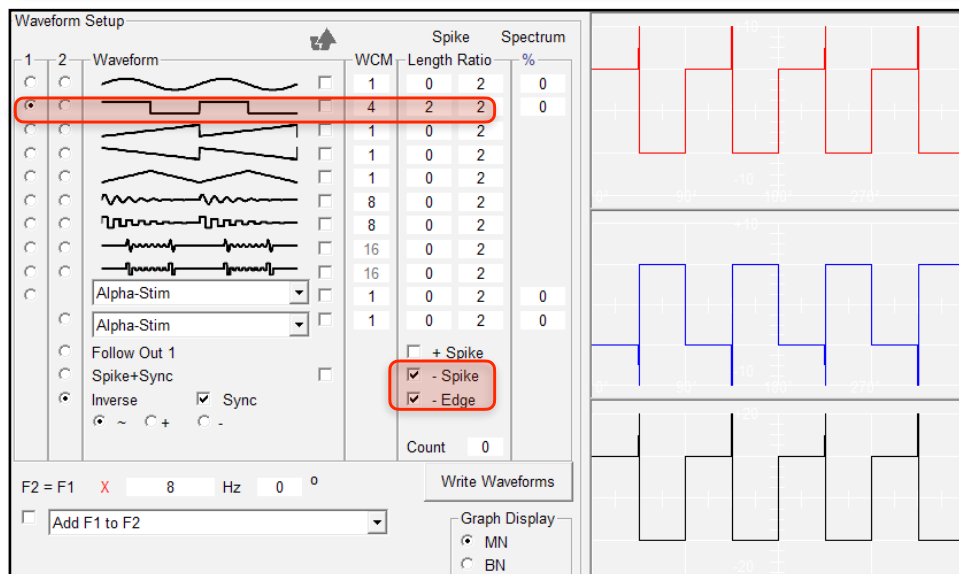 Waveform Setup
Spike Spectrum
1 2 Waveform WCM Length Ratio %
1 0 2 0
4 2 2 0
1 0 2
1 0 2
1 0 2
8 0 2
8 0 2
16 0 2
16 0 2
Alpha-Stim 1 0 2 0
Alpha-Stim 1 0 2 0
Follow Out 1 + Spike
Spike+Sync - Spike
Inverse Sync - Edge
~ + -
Count 0
F2 = F1 X 8 Hz 0 o
Write Waveforms
Add F1 to F2
Graph Display
MN
BN
+10
-10
0° 90° 180° 270°
+10
-10
0° 90° 180° 270°
+20
-20